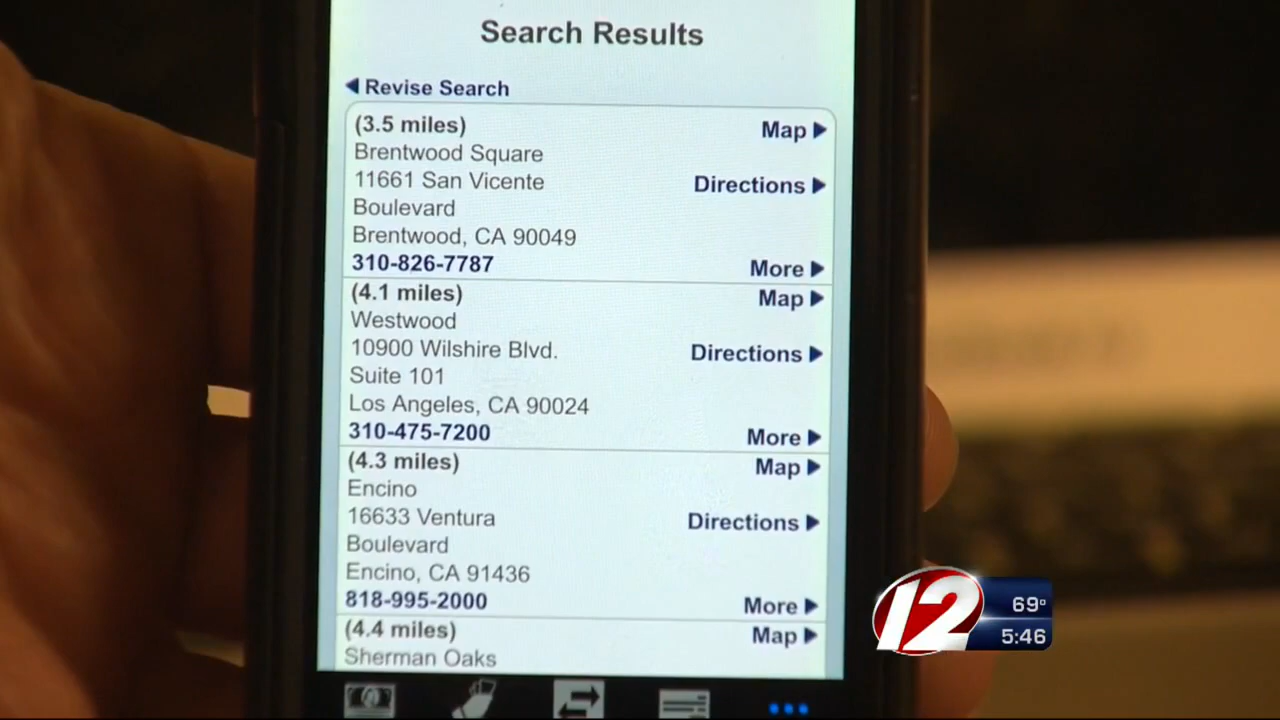 Search Results
Revise Search
(3.5 miles)
Map
Brentwood Square
11661 San Vicente
Directions
Boulevard
Brentwood, CA 90049
310-826-7787
More
(4.1 miles)
Map
Westwood
10900 Wilshire Blvd.
Directions
Suite 101
Los Angeles, CA 90024
310-475-7200
More
(4.3 miles)
Map
Encino
16633 Ventura
Directions
Boulevard
Encino, CA 91436
818-995-2000
More
(4.4 miles)
Map
Sherman Oaks
12
69°
5:46